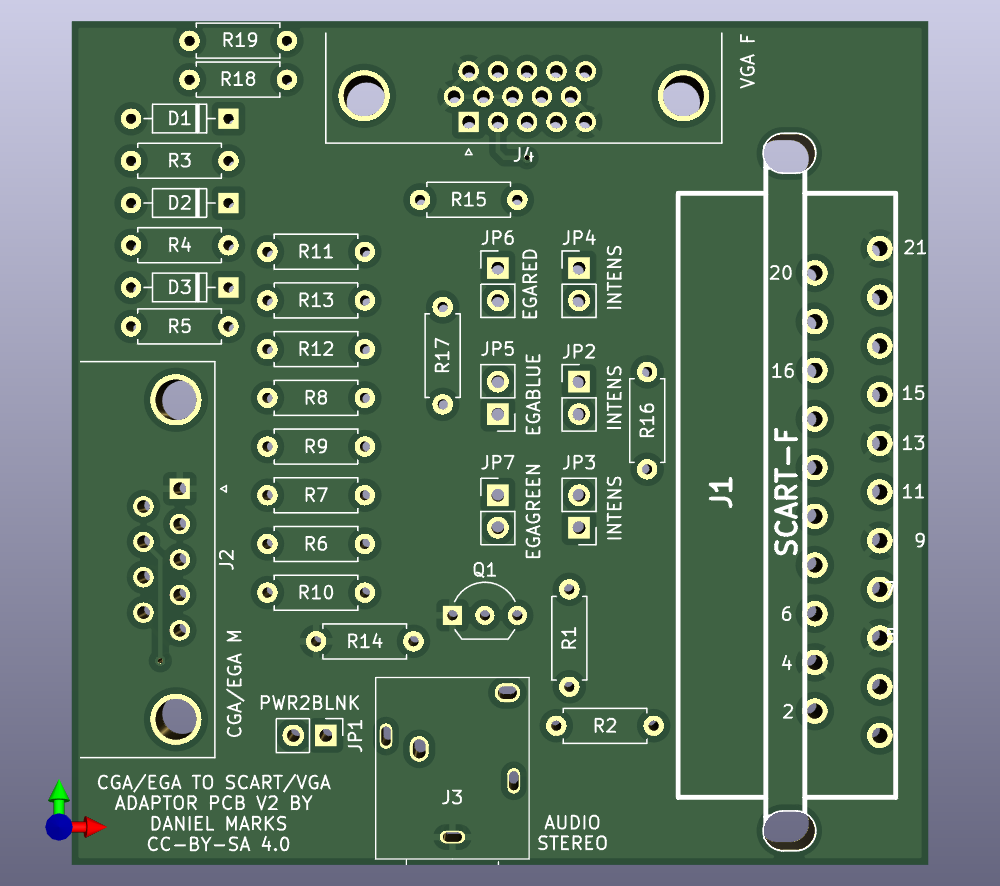 R19
VGA F
R18
D1
R3
J4
D2
R15
R4
JP6
JP4
21
R11
EGARED
INTENS
20
D3
R13
R5
R12
R17
JP5
JP2
16
R8
EGABLUE
INTENS
15
R16
R9
13
JP7
JP3
R7
EGAGREEN
INTENS
J1
SCART-F
11
J2
R6
9
Q1
R10
7
6
R14
R1
CGA/EGA M
4
PWR2BLNK
JP1
R2
2
CGA/EGA TO SCART/VGA
ADAPTOR PCB V2 BY
DANIEL MARKS
CC-BY-SA 4.0
J3
AUDIO
STEREO